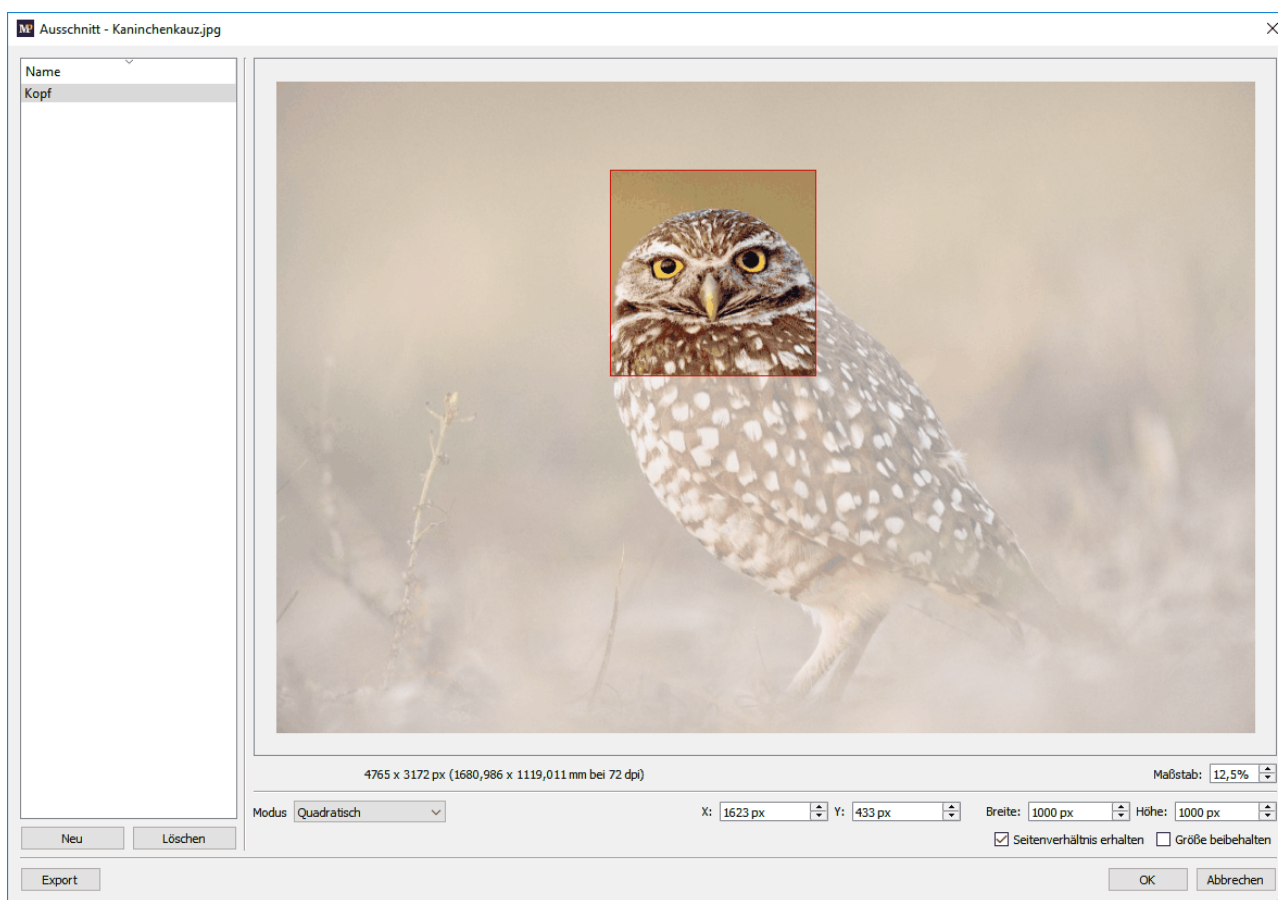 MP Ausschnitt - Kaninchenkauz.jpg
Name
Kopf
4765 x 3172 px (1680,986 x 1119,011 mm bei 72 dpi)
Maßstab: 12,5%
Modus Quadratisch X: 1623 px Y: 433 px Breite: 1000 px Höhe: 1000 px
Neu Löschen Seitenverhältnis erhalten Größe beibehalten
Export OK Abbrechen